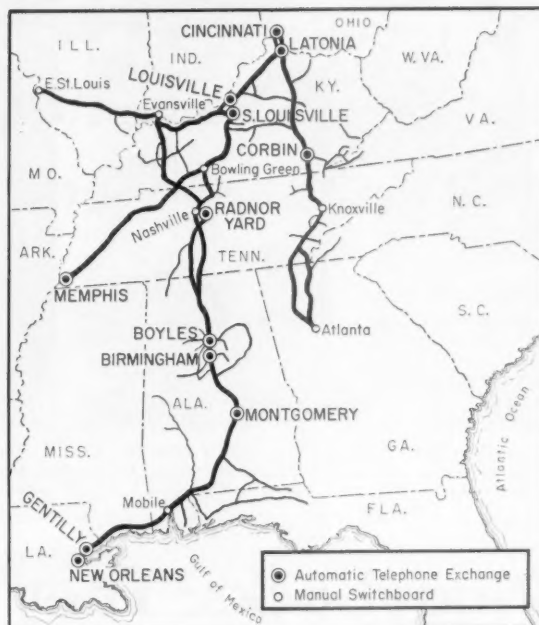 CINCINNATI
OHIO
LATONIA
ILL.
IND.
W. VA.
LOUISVILLE
KY.
E. St. Louis
Evansville
S. LOUISVILLE
VA.
CORBIN
MO.
Bowling Green
N. C.
Nashville
RADNOR
YARD
Knoxville
ARK.
TENN.
MEMPHIS
S. C.
Atlanta
BOYLES
BIRMINGHAM
ALA.
MONTGOMERY
MISS.
GA.
Atlantic Ocean
Mobile
FLA.
GENTILLY
LA.
NEW ORLEANS
Gulf of Mexico
Automatic Telephone Exchange
Manual Switchboard